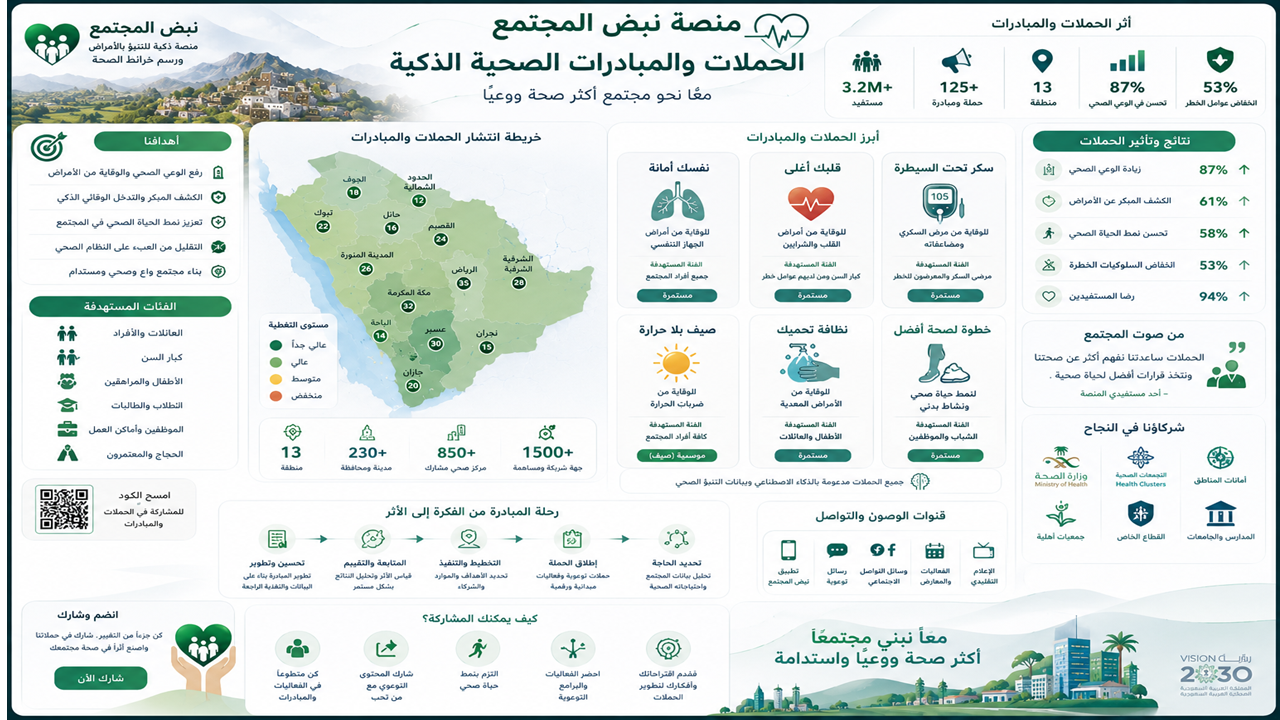 نبض المجتمع
منصة ذكية للتنبؤ بالأمراض
ورسم خرائط الصحة
منصة نبض المجتمع
الحملات والمبادرات الصحية الذكية
معًا نحو مجتمع أكثر صحة ووعيًا
أثر الحملات والمبادرات
53%
انخفاض عوامل الخطر
87%
تحسن في الوعي الصحي
13
منطقة
125+
حملة ومبادرة
3.2M+
مستفيد
نتائج وتأثير الحملات
زيادة الوعي الصحي
87%
الكشف المبكر عن الأمراض
61%
تحسن نمط الحياة الصحي
58%
انخفاض السلوكيات الخطرة
53%
رضا المستفيدين
94%
من صوت المجتمع
الحملات ساعدتنا نفهم أكثر عن صحتنا
ونتخذ قرارات أفضل لحياة صحية .
– أحد مستفيدي المنصة
شركاؤنا في النجاح
أمانات المناطق
التجمعات الصحية
Health Clusters
وزارة الصحة
Ministry of Health
المدارس والجامعات
القطاع الخاص
جمعيات أهلية
أبرز الحملات والمبادرات
سكر تحت السيطرة
105
للوقاية من مرض السكري
ومضاعفاته
الفئة المستهدفة
مرضى السكر والمعرضون للخطر
مستمرة
قلبك أغلى
للوقاية من أمراض
القلب والشرايين
الفئة المستهدفة
كبار السن ومن لديهم عوامل خطر
مستمرة
نفسك أمانة
للوقاية من أمراض
الجهاز التنفسي
الفئة المستهدفة
جميع أفراد المجتمع
مستمرة
خطوة لصحة أفضل
لنمط حياة صحي
ونشاط بدني
الفئة المستهدفة
الشباب والموظفين
مستمرة
نظافة تحميك
للوقاية من
الأمراض المعدية
الفئة المستهدفة
الأطفال والعائلات
مستمرة
صيف بلا حرارة
للوقاية من
ضربات الحرارة
الفئة المستهدفة
كافة أفراد المجتمع
موسمية (صيف)
جميع الحملات مدعومة بالذكاء الاصطناعي وبيانات التنبؤ الصحي
خريطة انتشار الحملات والمبادرات
الجوف
18
الحدود
الشمالية
12
تبوك
22
حائل
16
القصيم
24
المدينة المنورة
26
الرياض
35
الشرقية
الشرقية
28
مكة المكرمة
32
الباحة
14
عسير
30
نجران
15
جازان
20
مستوى التغطية
عالي جداً
عالي
متوسط
منخفض
1500+
جهة شريكة ومساهمة
850+
مركز صحي مشارك
230+
مدينة ومحافظة
13
منطقة
أهدافنا
رفع الوعي الصحي والوقاية من الأمراض
الكشف المبكر والتدخل الوقائي الذكي
تعزيز نمط الحياة الصحي في المجتمع
التقليل من العبء على النظام الصحي
بناء مجتمع واع وصحي ومستدام
الفئات المستهدفة
العائلات والأفراد
كبار السن
الأطفال والمراهقين
الطلاب والطالبات
الموظفين وأماكن العمل
الحجاج والمعتمرون
امسح الكود
للمشاركة في الحملات
والمبادرات
رحلة المبادرة من الفكرة إلى الأثر
تحديد الحاجة
تحليل بيانات المجتمع
واحتياجاته الصحية
إطلاق الحملة
حملات توعوية وفعاليات
ميدانية ورقمية
التخطيط والتنفيذ
تحديد الأهداف والموارد
والشركاء
المتابعة والتقييم
قياس الأثر وتحليل النتائج
بشكل مستمر
تحسين وتطوير
تطوير المبادرة بناء على
البيانات والتغذية الراجعة
قنوات الوصون والتواصل
الإعلام
التقليدي
الفعاليات
والمعارض
وسائل التواصل
الاجتماعي
رسائل
توعوية
تطبيق
نبض المجتمع
كيف يمكنك المشاركة؟
فقدم اقتراحاتك
وأفكارك لتطوير
الحملات
احضر الفعاليات
والبرامج
التوعوية
التزم بنمط
حياة صحي
شارك المحتوى
التوعوي مع
من تحب
كن متطوعاً
في الفعاليات
والمبادرات
انضم وشارك
كن جزءاً من التغيير، شارك في حملاتنا
واصنع أثراً في صحة مجتمعك
شارك الآن
معاً نبني مجتمعاً
أكثر صحة ووعيًا واستدامة
VISION رؤية
2030
المملكة العربية السعودية